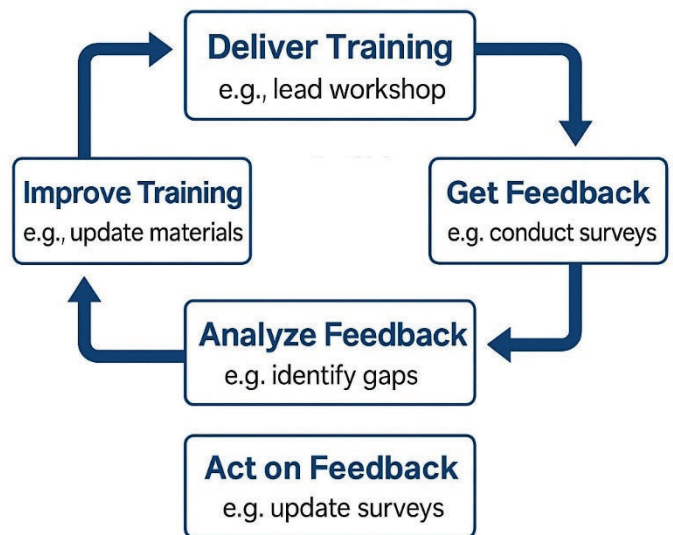 Deliver Training
e.g., lead workshop
Improve Training
e.g., update materials
Get Feedback
e.g. conduct surveys
Analyze Feedback
e.g. identify gaps
Act on Feedback
e.g. update surveys